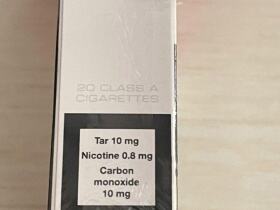 20 CLASS A
CIGARETTES
Tar 10 mg
Nicotine 0.8 mg
Carbon
monoxide
10 mg